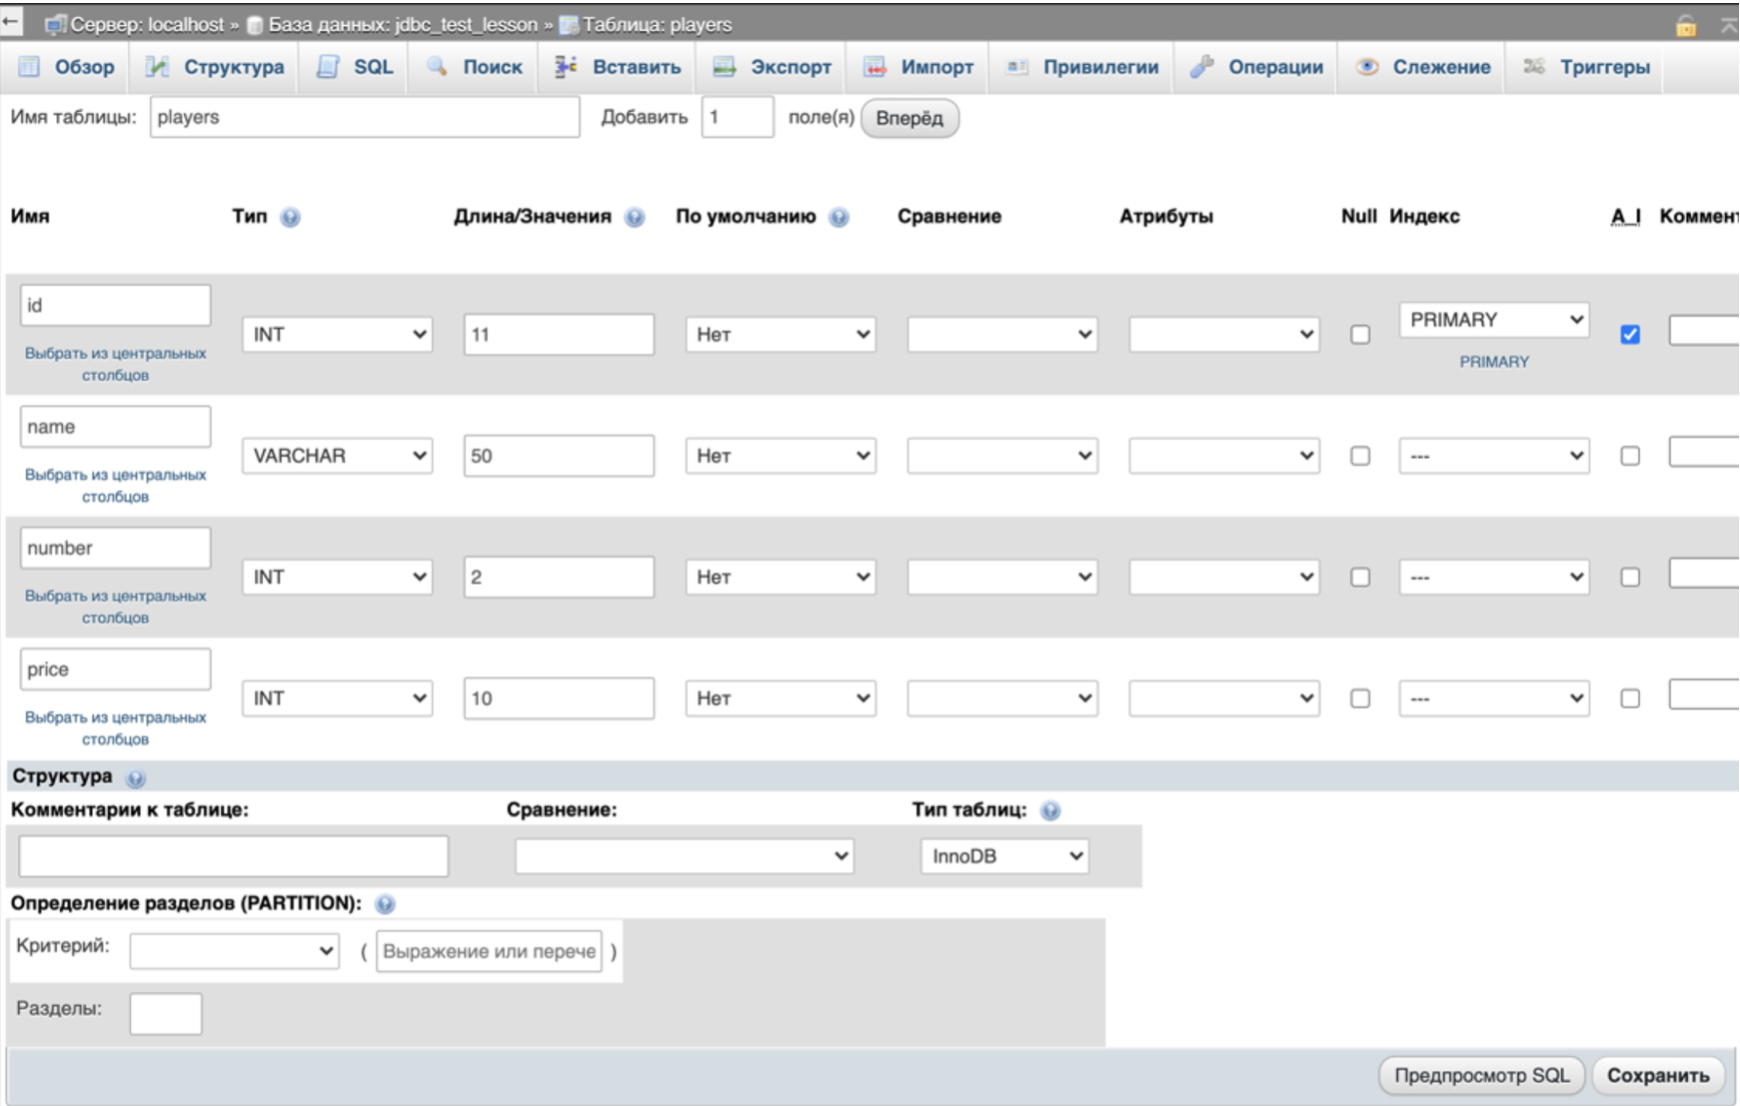 Сервер: localhost » База данных: jdbc_test_lesson » Таблица: players
Обзор Структура SQL Поиск Вставить Экспорт Импорт Привилегии Операции Слежение Триггеры
Имя таблицы: players Добавить 1 поле(я) Вперёд
Имя Тип Длина/Значения По умолчанию Сравнение Атрибуты Null Индекс A_I Коммент
id
INT 11 Нет PRIMARY
Выбрать из центральных
столбцов
PRIMARY
name
VARCHAR 50 Нет ---
Выбрать из центральных
столбцов
number
INT 2 Нет ---
Выбрать из центральных
столбцов
price
INT 10 Нет ---
Выбрать из центральных
столбцов
Структура
Комментарии к таблице: Сравнение: Тип таблиц:
InnoDB
Определение разделов (PARTITION):
Критерий: ( Выражение или перече )
Разделы:
Предпросмотр SQL Сохранить